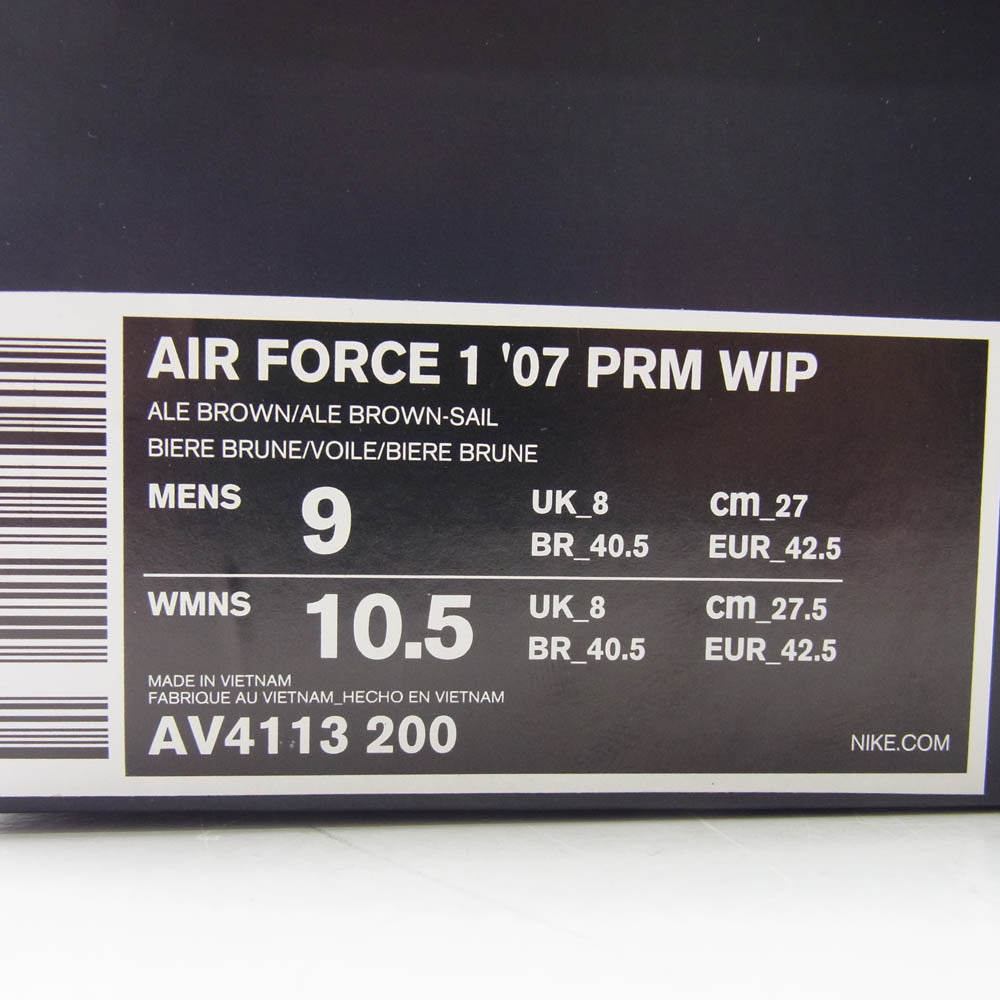 AIR FORCE 1 '07 PRM WIP
ALE BROWN/ALE BROWN-SAIL
BIERE BRUNE/VOILE/BIERE BRUNE
MENS 9 UK_8 cm_27
BR_40.5 EUR_42.5
WMNS 10.5 UK_8 cm_27.5
BR_40.5 EUR_42.5
MADE IN VIETNAM
FABRIQUE AU VIETNAM_HECHO EN VIETNAM
AV4113 200 NIKE.COM